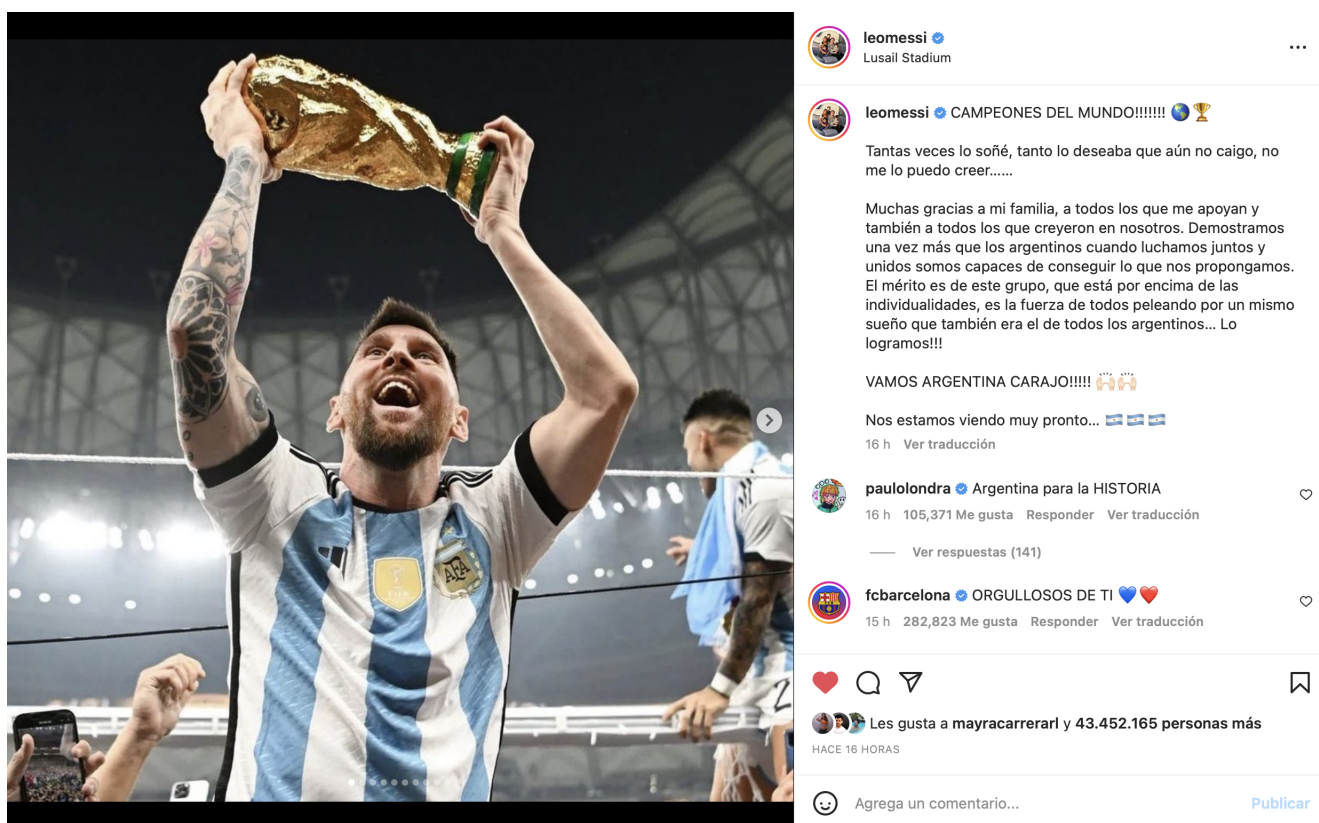 leomessi
Lusail Stadium
leomessi CAMPEONES DEL MUNDO!!!!!!! 🌎🏆
Tantas veces lo soñé, tanto lo deseaba que aún no caigo, no
me lo puedo creer......
Muchas gracias a mi familia, a todos los que me apoyan y
también a todos los que creyeron en nosotros. Demostramos
una vez más que los argentinos cuando luchamos juntos y
unidos somos capaces de conseguir lo que nos propongamos.
El mérito es de este grupo, que está por encima de las
individualidades, es la fuerza de todos peleando por un mismo
sueño que también era el de todos los argentinos... Lo
logramos!!!
VAMOS ARGENTINA CARAJO!!!!! 🙌🏻🙌🏻
Nos estamos viendo muy pronto... 🇦🇷🇦🇷🇦🇷
16 h Ver traducción
paulolondra Argentina para la HISTORIA
16 h 105,371 Me gusta Responder Ver traducción
Ver respuestas (141)
fcbarcelona ORGULLOSOS DE TI 💙❤️
15 h 282,823 Me gusta Responder Ver traducción
Les gusta a mayracarrerarl y 43.452.165 personas más
HACE 16 HORAS
Agrega un comentario... Publicar
FIFA
AFA